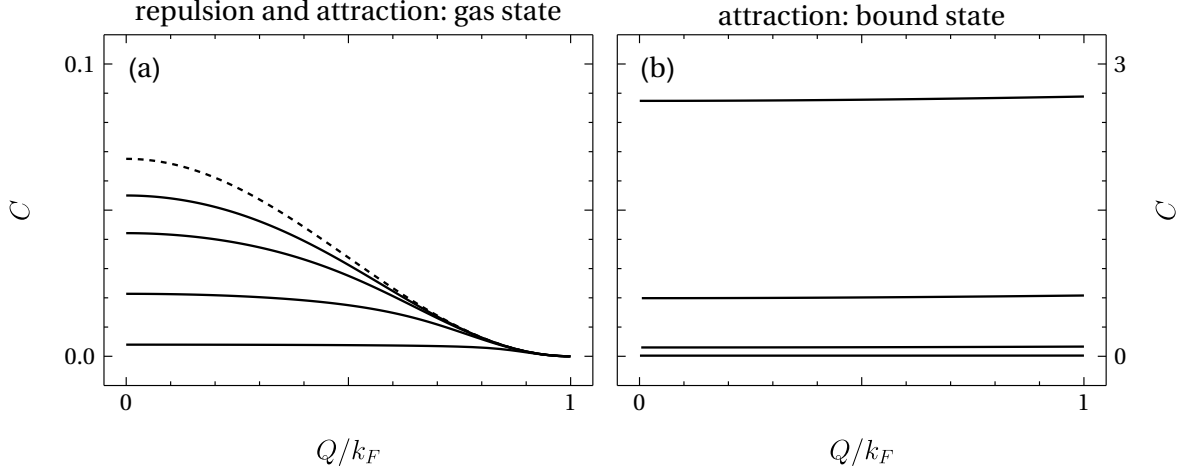 repulsion and attraction: gas state
(a)
0.1
0.0
C
0
1
Q/k_F
attraction: bound state
(b)
3
0
C
0
1
Q/k_F